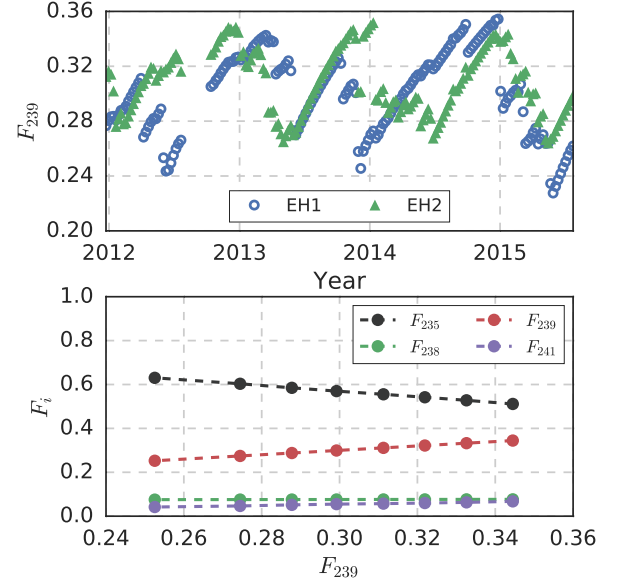 0.36
0.32
0.28
0.24
0.20
F₂₃₉
EH1 EH2
2012 2013 2014 2015
Year
1.0
0.8
0.6
0.4
0.2
0.0
F_i
F₂₃₅ F₂₃₉
F₂₃₈ F₂₄₁
0.24 0.26 0.28 0.30 0.32 0.34 0.36
F₂₃₉